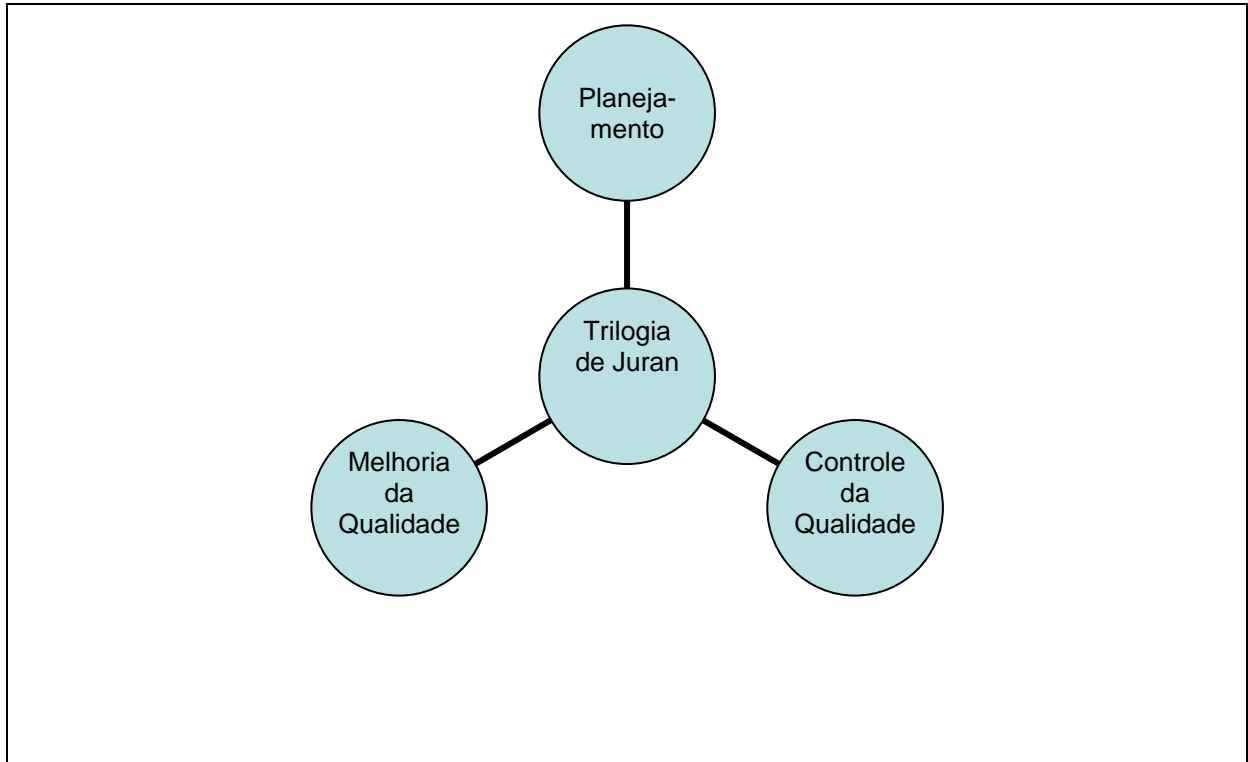 Planeja-
mento
Trilogia
de Juran
Melhoria
da
Qualidade
Controle
da
Qualidade